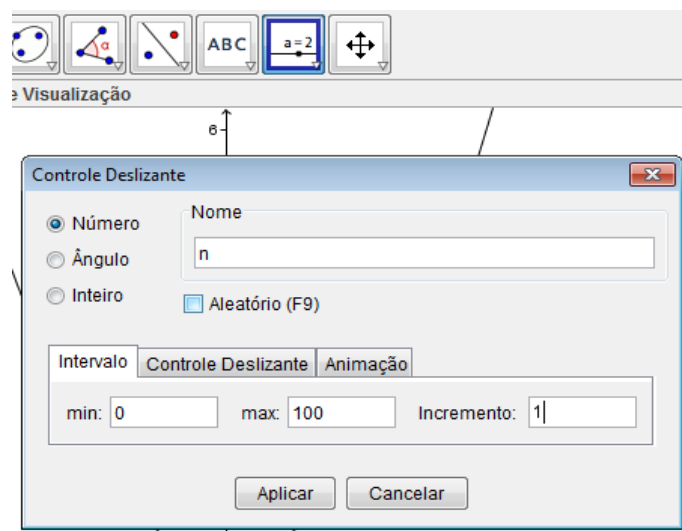 α
ABC
a=2
e Visualização
6
Controle Deslizante
Número
Ângulo
Inteiro
Nome
n
Aleatório (F9)
Intervalo Controle Deslizante Animação
min: 0 max: 100 Incremento: 1
Aplicar Cancelar